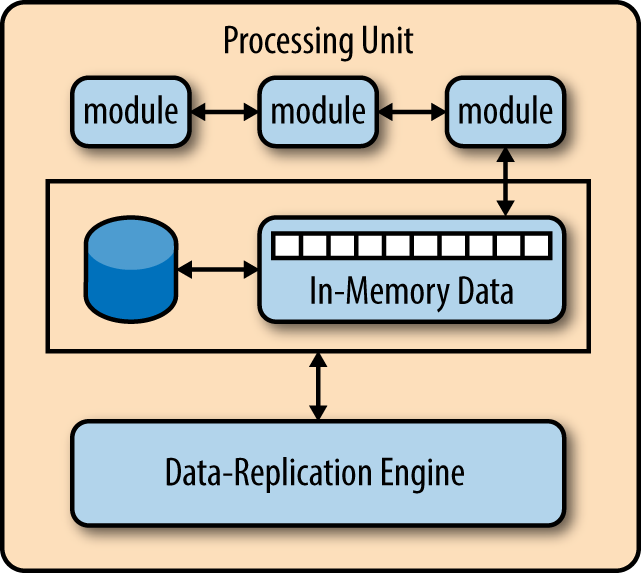 Processing Unit
module module module
In-Memory Data
Data-Replication Engine